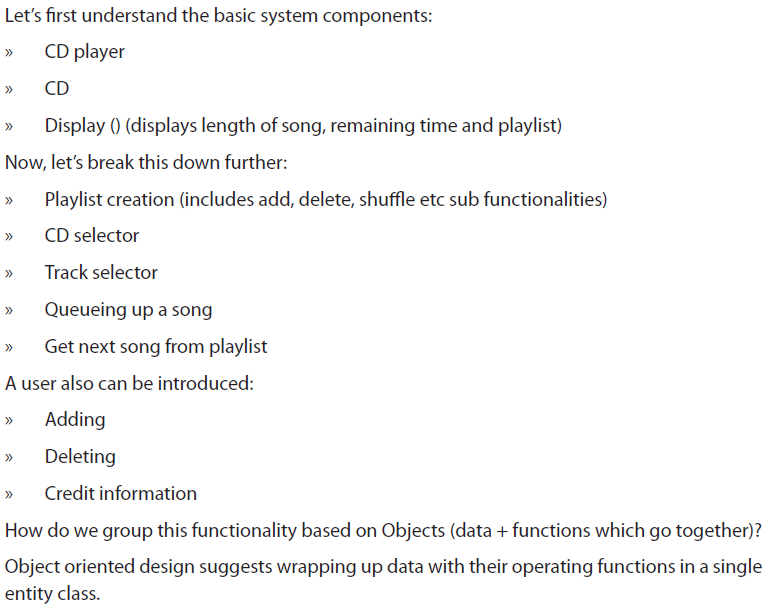 Let’s first understand the basic system components:
» CD player
» CD
» Display () (displays length of song, remaining time and playlist)
Now, let’s break this down further:
» Playlist creation (includes add, delete, shuffle etc sub functionalities)
» CD selector
» Track selector
» Queueing up a song
» Get next song from playlist
A user also can be introduced:
» Adding
» Deleting
» Credit information
How do we group this functionality based on Objects (data + functions which go together)?
Object oriented design suggests wrapping up data with their operating functions in a single
entity class.